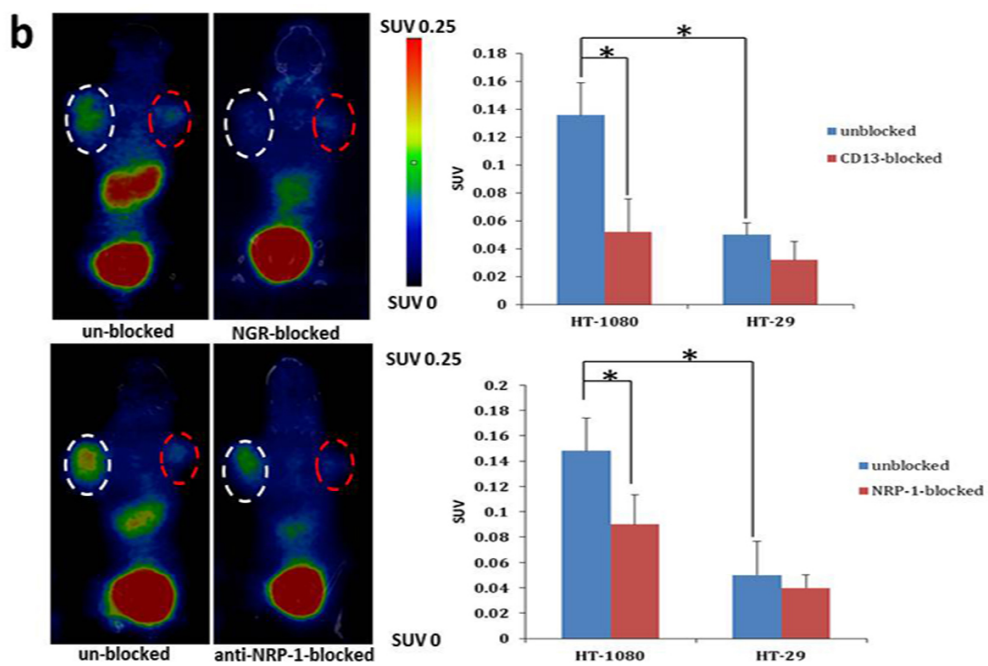 b
SUV 0.25
SUV 0
un-blocked
NGR-blocked
0.18
0.16
0.14
0.12
0.1
0.08
0.06
0.04
0.02
0
SUV
*
*
HT-1080
HT-29
unblocked
CD13-blocked
SUV 0.25
SUV 0
un-blocked
anti-NRP-1-blocked
0.2
0.18
0.16
0.14
0.12
0.1
0.08
0.06
0.04
0.02
0
SUV
*
*
HT-1080
HT-29
unblocked
NRP-1-blocked